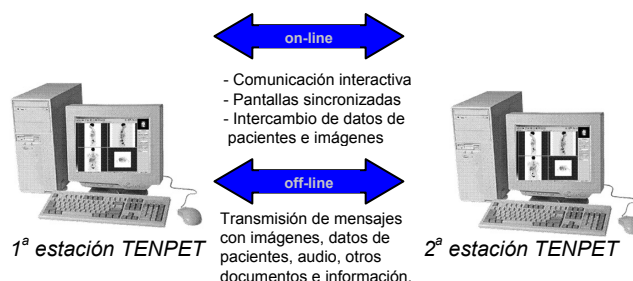 on-line
- Comunicación interactiva
- Pantallas sincronizadas
- Intercambio de datos de
pacientes e imágenes
off-line
Transmisión de mensajes
con imágenes, datos de
pacientes, audio, otros
documentos e información.
1ª estación TENPET
2ª estación TENPET